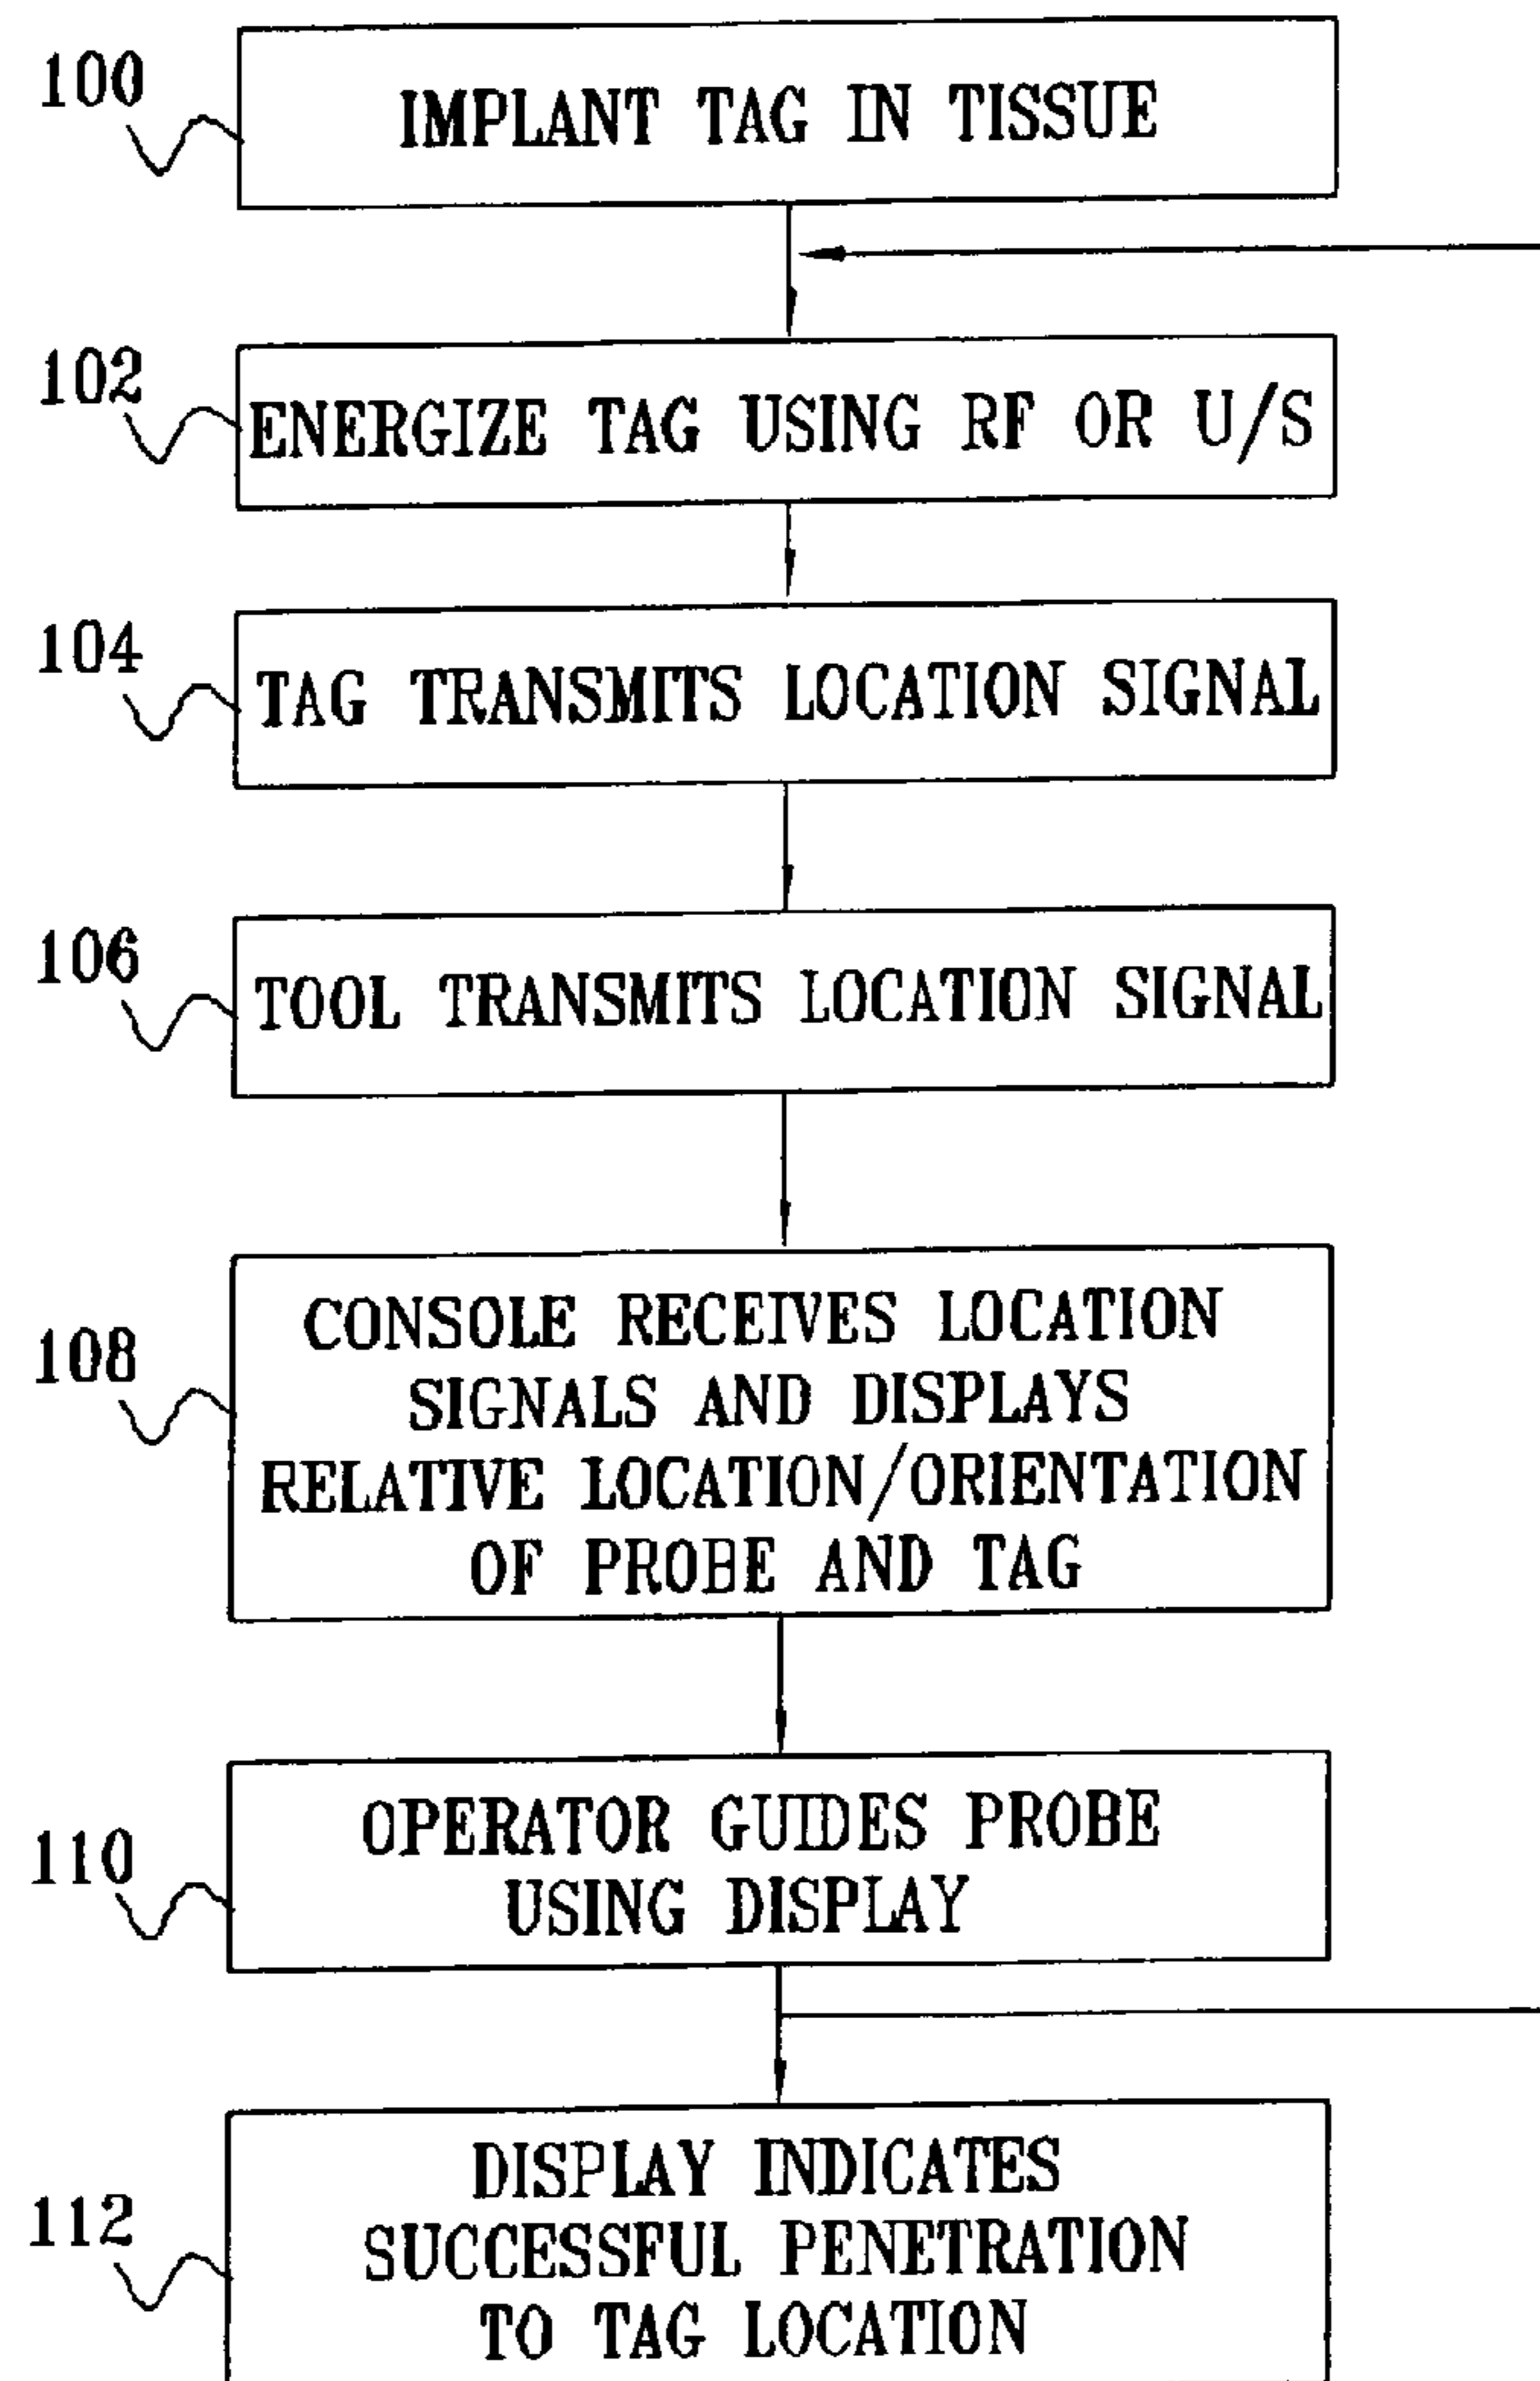 100
IMPLANT TAG IN TISSUE
102
ENERGIZE TAG USING RF OR U/S
104
TAG TRANSMITS LOCATION SIGNAL
106
TOOL TRANSMITS LOCATION SIGNAL
108
CONSOLE RECEIVES LOCATION
SIGNALS AND DISPLAYS
RELATIVE LOCATION/ORIENTATION
OF PROBE AND TAG
110
OPERATOR GUIDES PROBE
USING DISPLAY
112
DISPLAY INDICATES
SUCCESSFUL PENETRATION
TO TAG LOCATION